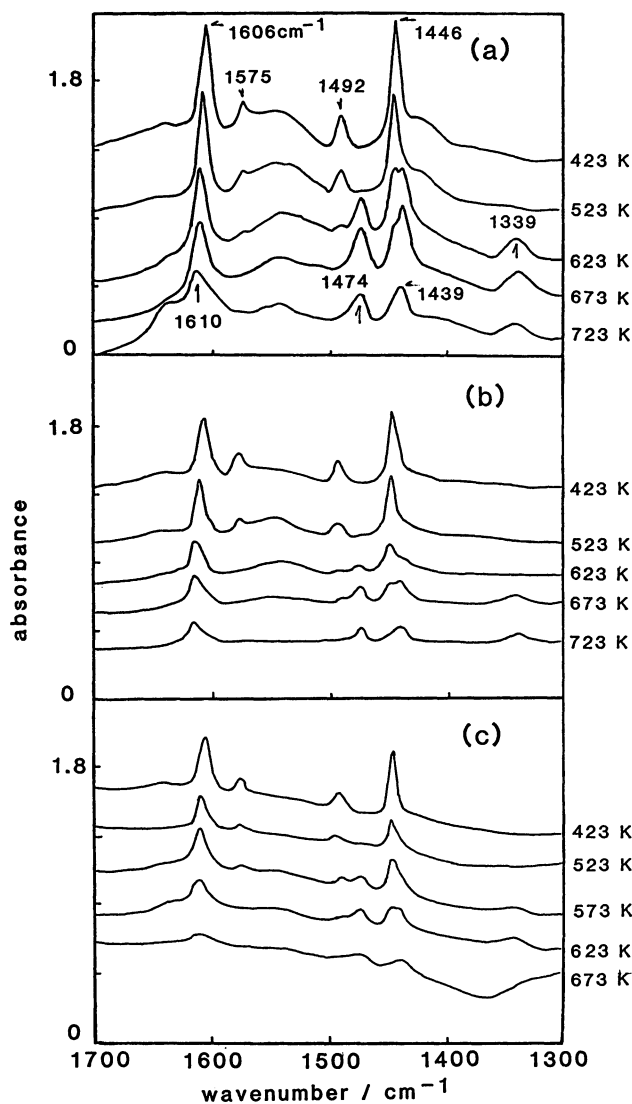 1606cm⁻¹
1446
(a)
1.8
1575
1492
423 K
523 K
1339
623 K
1474
673 K
1439
1610
723 K
0
(b)
1.8
423 K
523 K
623 K
673 K
723 K
0
absorbance
(c)
1.8
423 K
523 K
573 K
623 K
673 K
0
1700 1600 1500 1400 1300
wavenumber / cm⁻¹